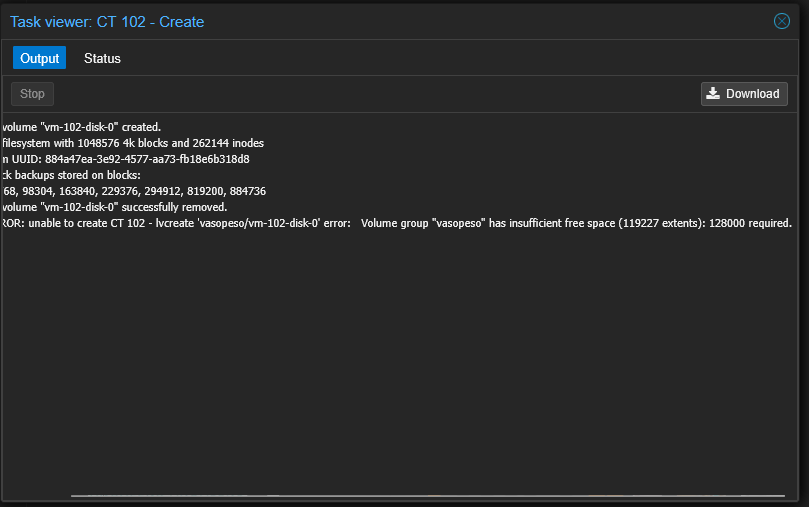 Task viewer: CT 102 - Create
Output Status
Stop Download
volume "vm-102-disk-0" created.
filesystem with 1048576 4k blocks and 262144 inodes
m UUID: 884a47ea-3e92-4577-aa73-fb18e6b318d8
ck backups stored on blocks:
68, 98304, 163840, 229376, 294912, 819200, 884736
volume "vm-102-disk-0" successfully removed.
ROR: unable to create CT 102 - lvcreate 'vasopeso/vm-102-disk-0' error: Volume group "vasopeso" has insufficient free space (119227 extents): 128000 required.